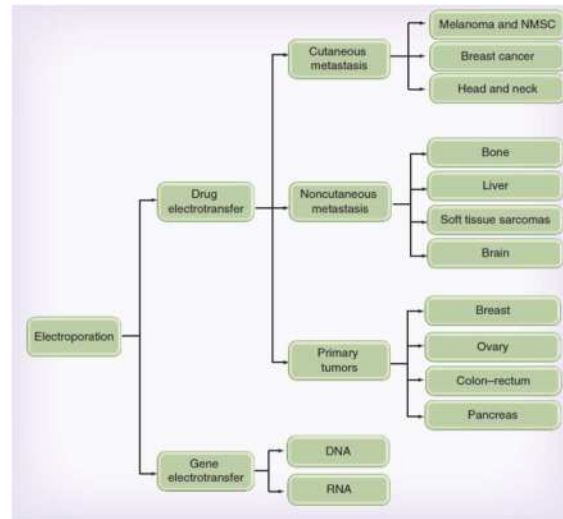 Electroporation
Drug
electrotransfer
Cutaneous
metastasis
Melanoma and NMSC
Breast cancer
Head and neck
Noncutaneous
metastasis
Bone
Liver
Soft tissue sarcomas
Brain
Primary
tumors
Breast
Ovary
Colon–rectum
Pancreas
Gene
electrotransfer
DNA
RNA